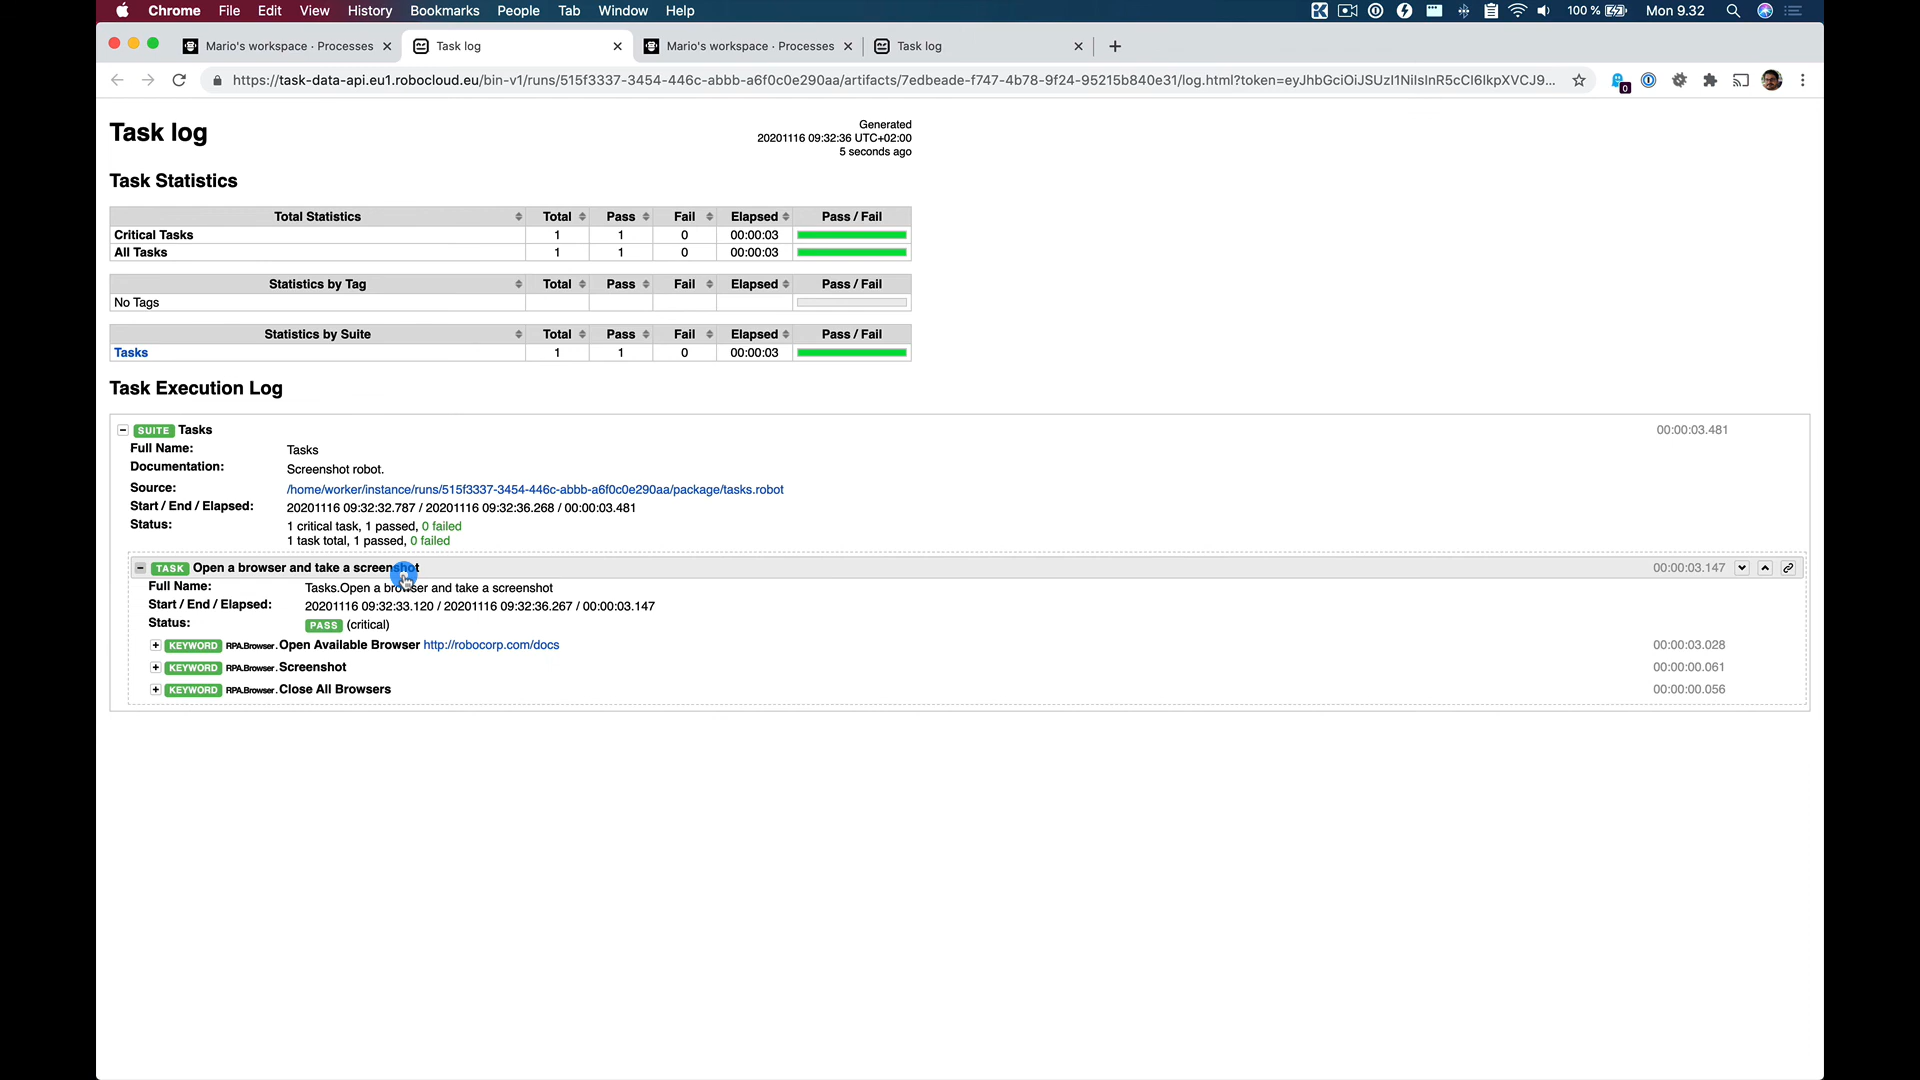 Chrome File Edit View History Bookmarks People Tab Window Help 100 % Mon 9.32
Mario's workspace · Processes Task log Mario's workspace · Processes Task log
https://task-data-api.eu1.robocloud.eu/bin-v1/runs/515f3337-3454-446c-abbb-a6f0c0e290aa/artifacts/7edbeade-f747-4b78-9f24-95215b840e31/log.html?token=eyJhbGciOiJSUzI1NiIsInR5cCI6IkpXVCJ9... 0
Task log
Generated
20201116 09:32:36 UTC+02:00
5 seconds ago
Task Statistics
Total Statistics Total Pass Fail Elapsed Pass / Fail
Critical Tasks 1 1 0 00:00:03
All Tasks 1 1 0 00:00:03
Statistics by Tag Total Pass Fail Elapsed Pass / Fail
No Tags
Statistics by Suite Total Pass Fail Elapsed Pass / Fail
Tasks 1 1 0 00:00:03
Task Execution Log
SUITE Tasks 00:00:03.481
Full Name: Tasks
Documentation: Screenshot robot.
Source: /home/worker/instance/runs/515f3337-3454-446c-abbb-a6f0c0e290aa/package/tasks.robot
Start / End / Elapsed: 20201116 09:32:32.787 / 20201116 09:32:36.268 / 00:00:03.481
Status: 1 critical task, 1 passed, 0 failed
1 task total, 1 passed, 0 failed
TASK Open a browser and take a screenshot 00:00:03.147
Full Name: Tasks.Open a browser and take a screenshot
Start / End / Elapsed: 20201116 09:32:33.120 / 20201116 09:32:36.267 / 00:00:03.147
Status: PASS (critical)
KEYWORD RPA.Browser.Open Available Browser http://robocorp.com/docs 00:00:03.028
KEYWORD RPA.Browser.Screenshot 00:00:00.061
KEYWORD RPA.Browser.Close All Browsers 00:00:00.056